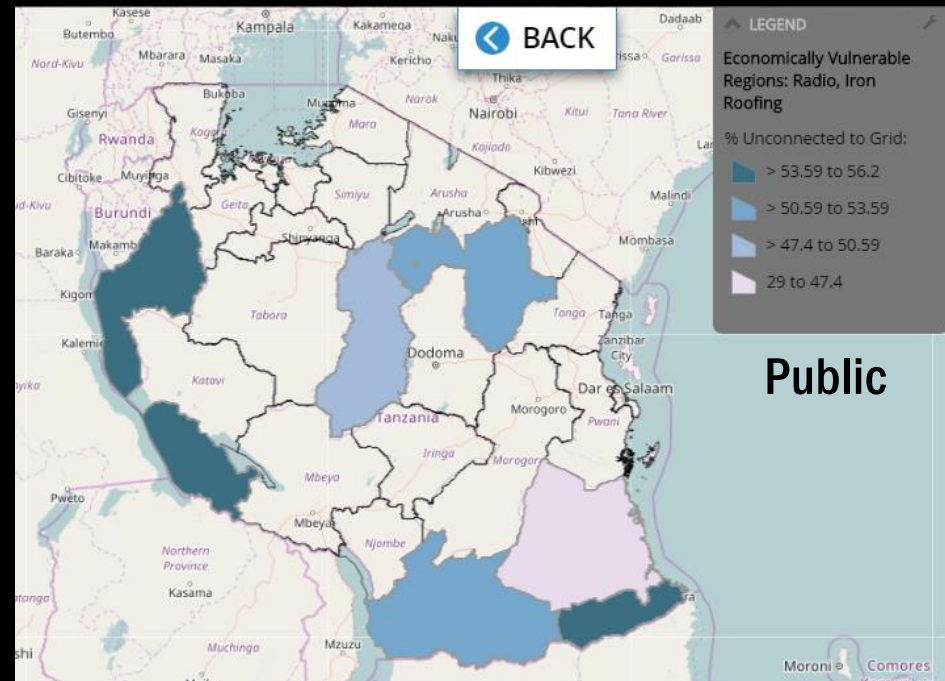 Kasese
Kampala
Kakamega
Dadaab
Butembo
BACK
LEGEND
Nord-Kivu
Mbarara
Masaka
Kericho
Garissa
Economically Vulnerable
Regions: Radio, Iron
Roofing
Thika
Gisenyi
Bukoba
Musoma
Narok
Nairobi
Kitui
Tana River
% Unconnected to Grid:
Rwanda
Mara
Kajiado
Cibitoke
Muyinga
Kibwezi
> 53.59 to 56.2
Geita
Simiyu
Arusha
Malindi
Burundi
Arusha
> 50.59 to 53.59
Shinyanga
Mombasa
Baraka
Makamb
> 47.4 to 50.59
Kigom
29 to 47.4
Tabora
Tanga
Tanga
Kalemie
Zanzibar
City
Dodoma
Public
Katavi
Dar es Salaam
Morogoro
Pwani
Tanzania
Iringa
Morogoro
Mbeya
Pweto
Mbeya
Njombe
Northern
Province
Kasama
Muchinga
Mzuzu
Moroni
Comores